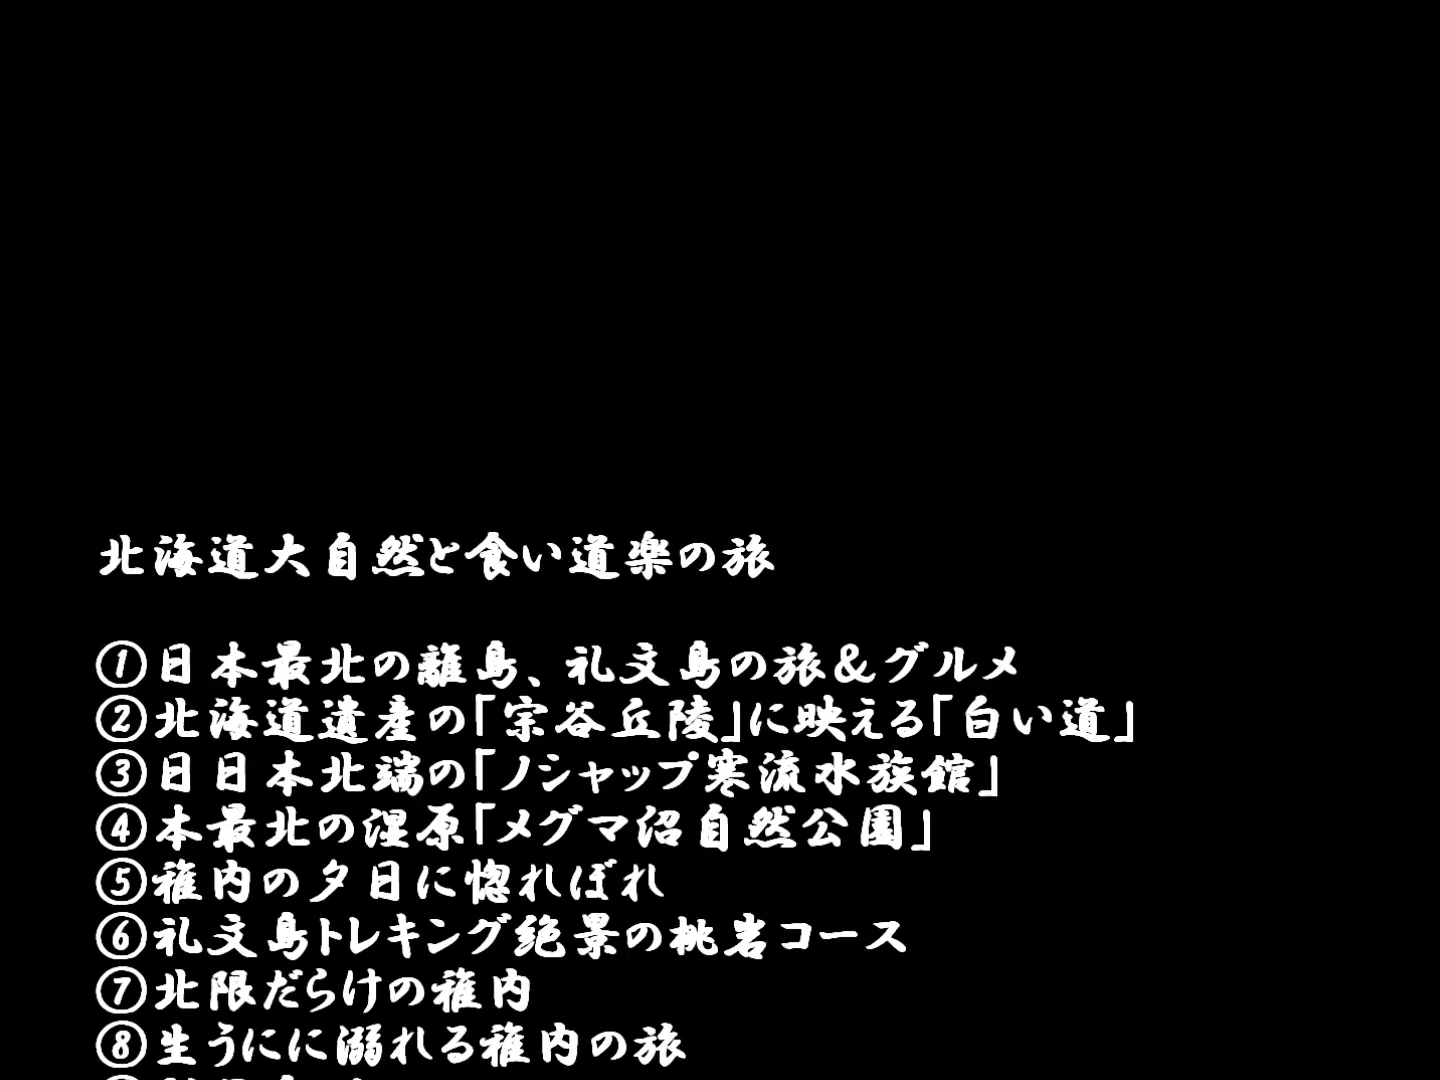 北海道大自然と食い道楽の旅
①日本最北の離島、礼文島の旅＆グルメ
②北海道遺産の「宗谷丘陵」に映える「白い道」
③日日本北端の「ノシャップ寒流水族館」
④本最北の湿原「メグマ沼自然公園」
⑤稚内の夕日に惚れぼれ
⑥礼文島トレキング絶景の桃岩コース
⑦北限だらけの稚内
⑧生うにに溺れる稚内の旅